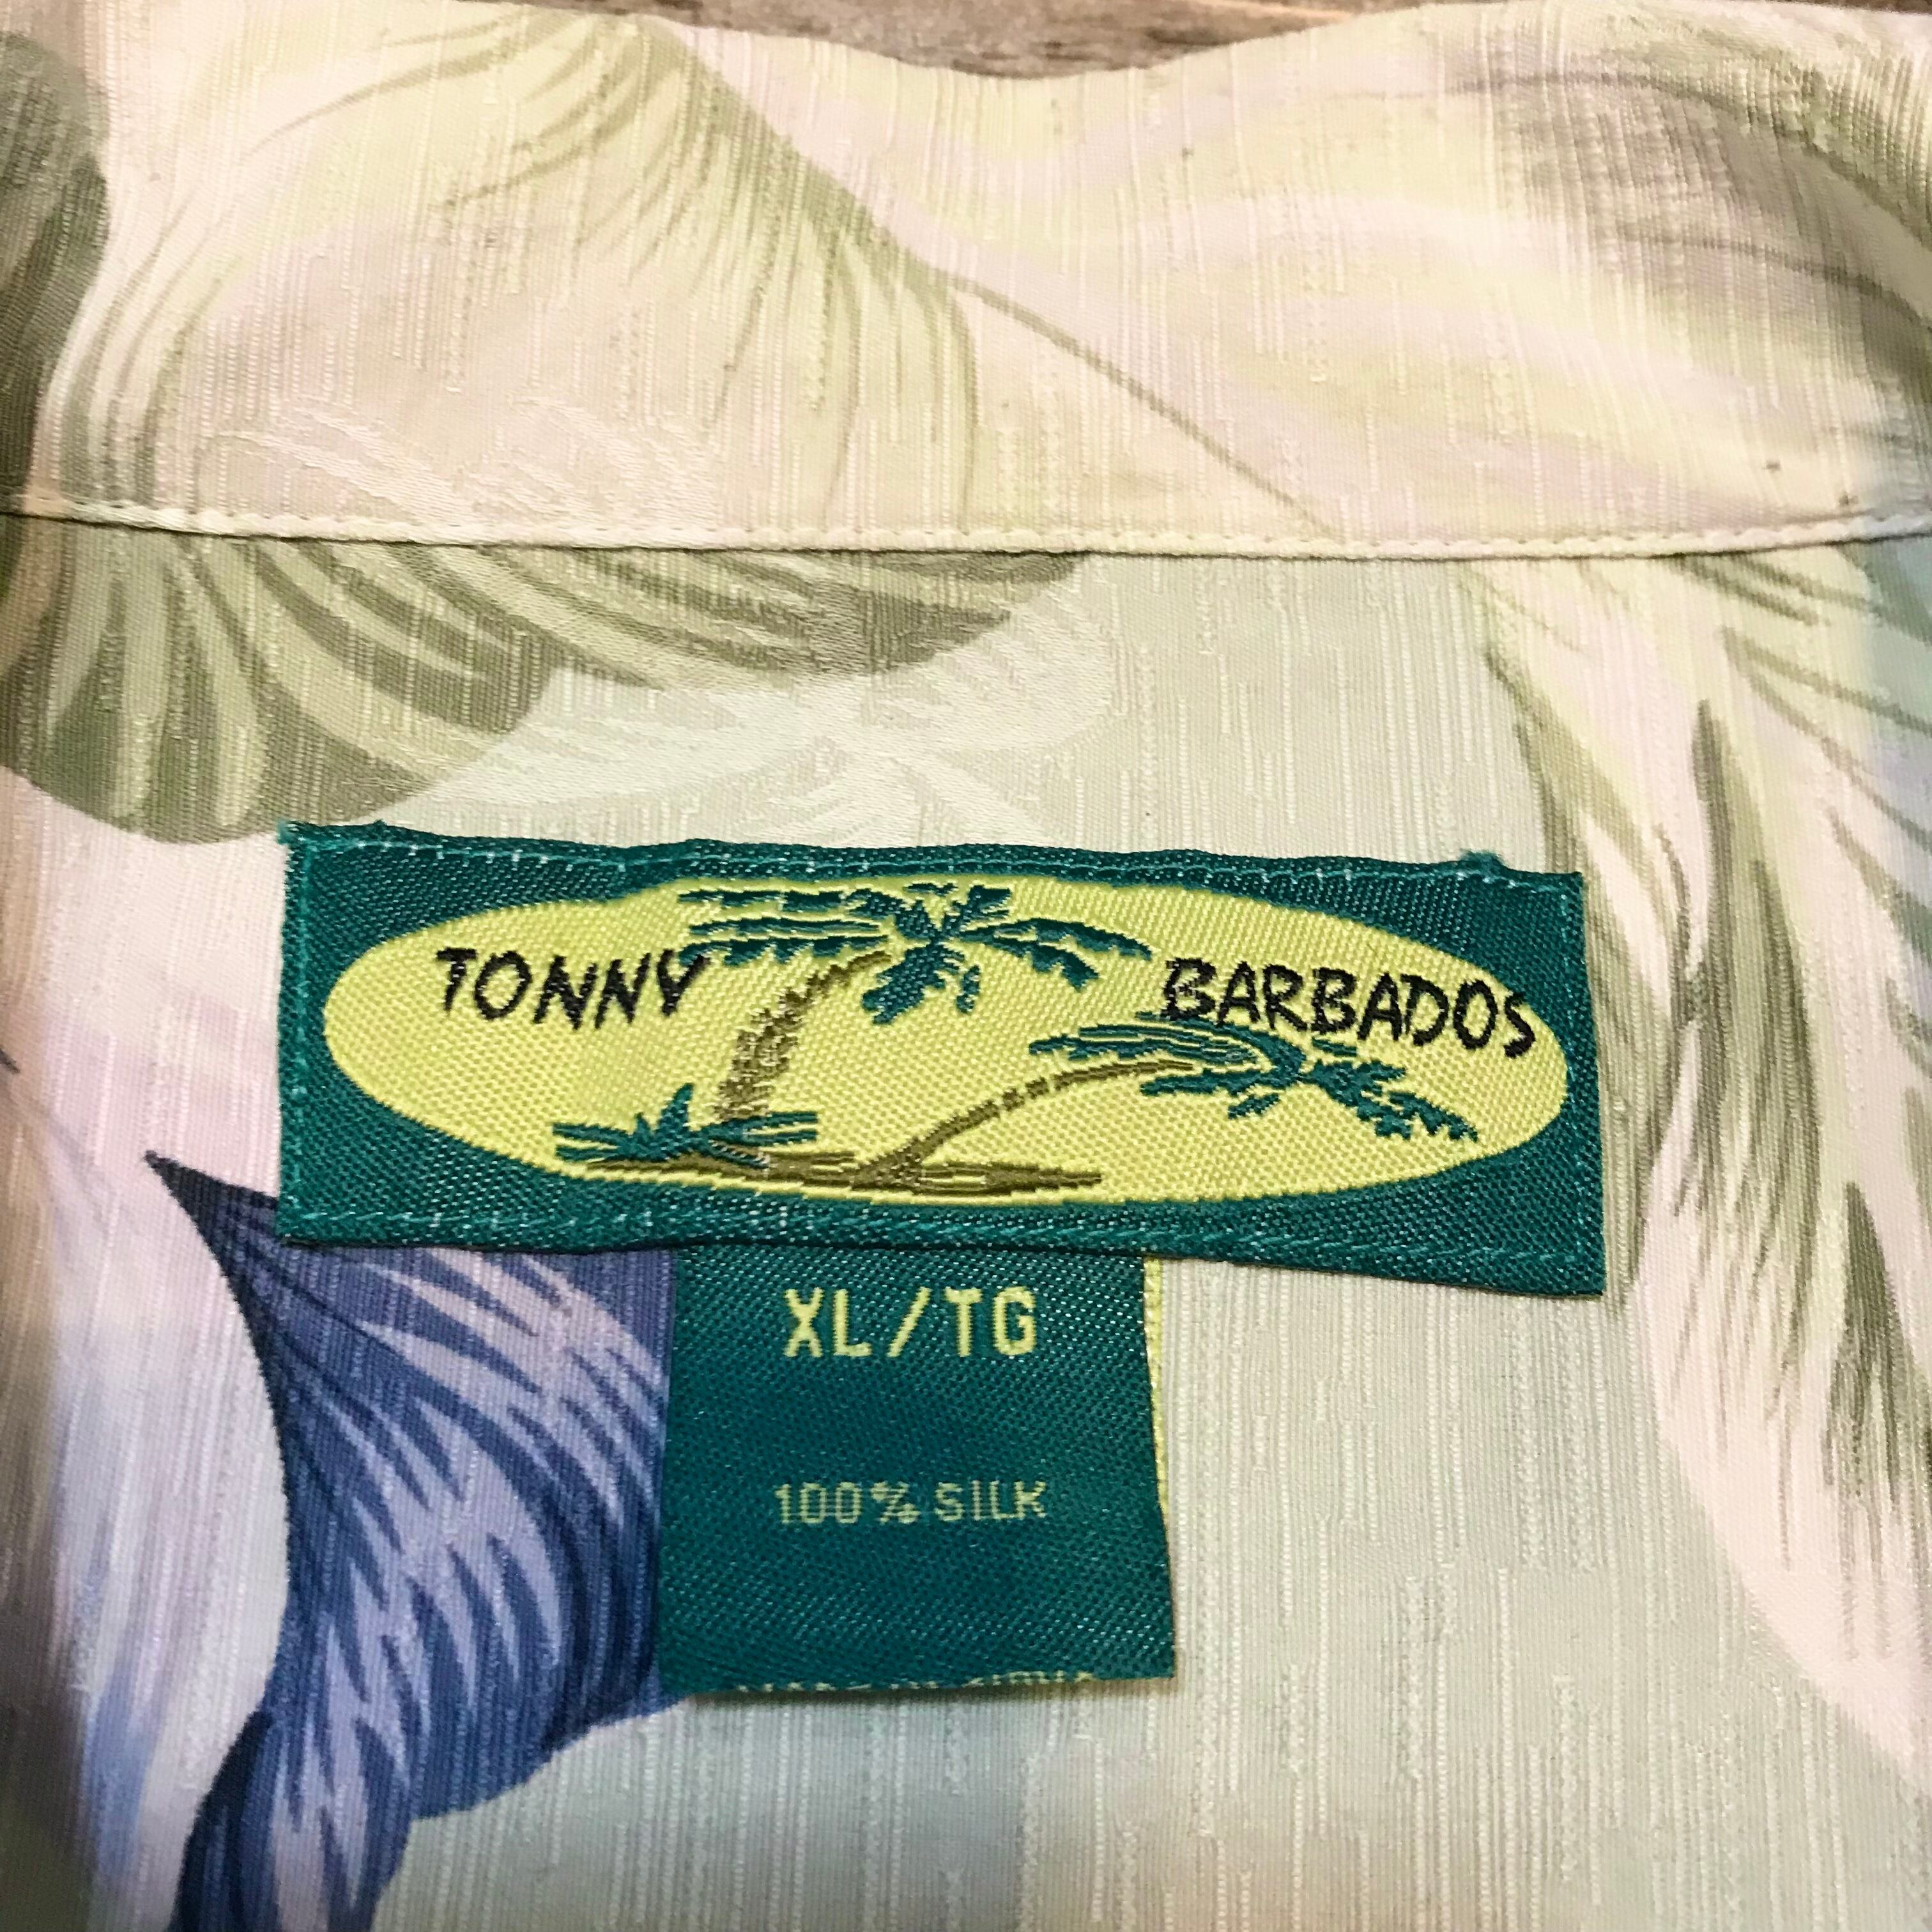 TONNY BARBADOS
XL/TG
100% SILK